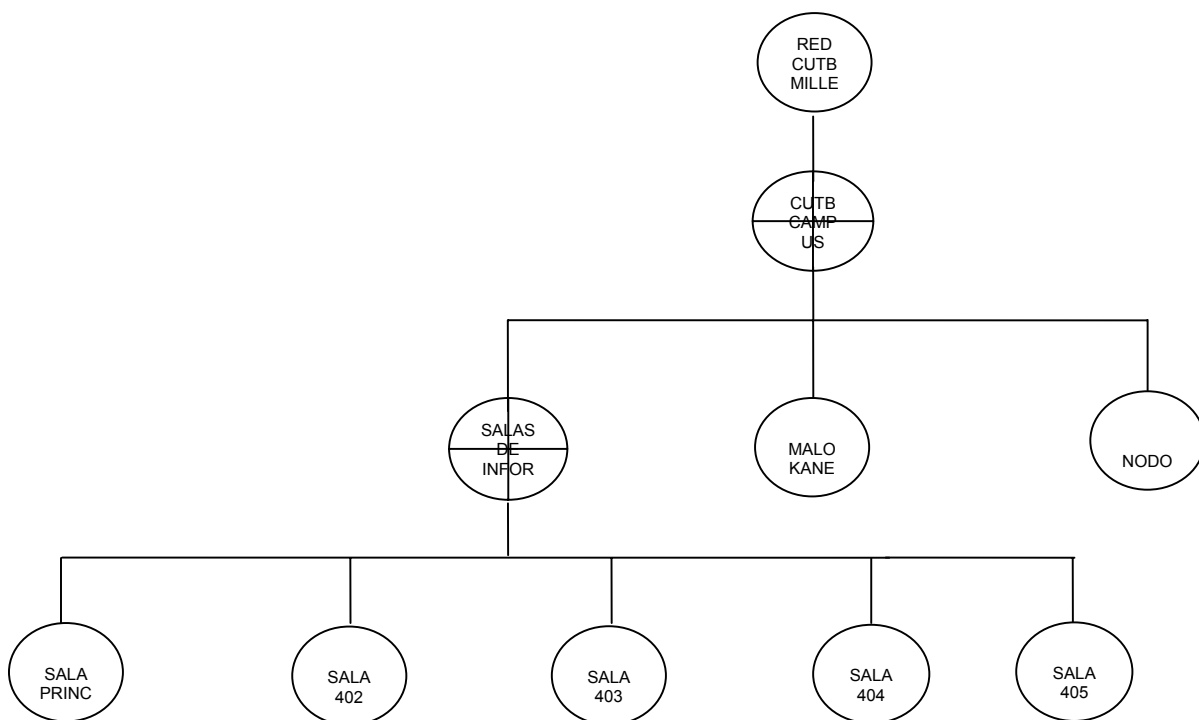 RED
CUTB
MILLE
CUTB
CAMP
US
SALAS
DE
INFOR
MALO
KANE
NODO
SALA
PRINC
SALA
402
SALA
403
SALA
404
SALA
405